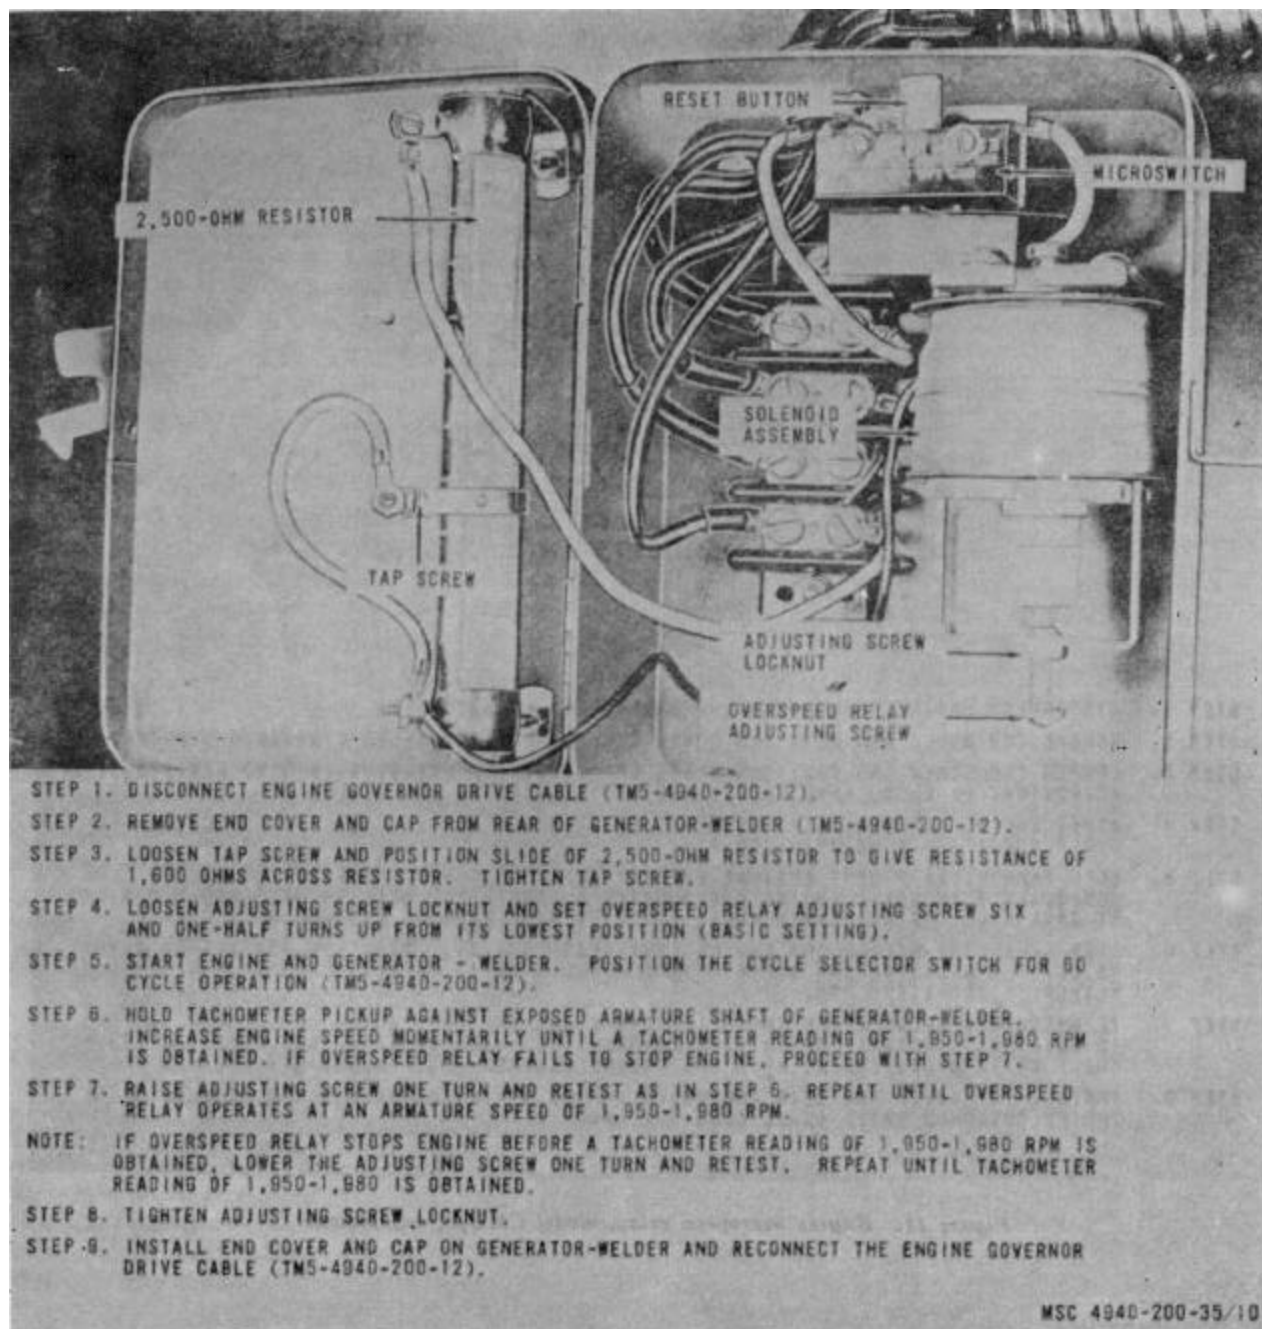 RESET BUTTON
MICROSWITCH
2,500-OHM RESISTOR
SOLENOID
ASSEMBLY
TAP SCREW
ADJUSTING SCREW
LOCKNUT
OVERSPEED RELAY
ADJUSTING SCREW
STEP 1. DISCONNECT ENGINE GOVERNOR DRIVE CABLE (TM5-4940-200-12).
STEP 2. REMOVE END COVER AND CAP FROM REAR OF GENERATOR-WELDER (TM5-4940-200-12).
STEP 3. LOOSEN TAP SCREW AND POSITION SLIDE OF 2,500-OHM RESISTOR TO GIVE RESISTANCE OF
1,600 OHMS ACROSS RESISTOR. TIGHTEN TAP SCREW.
STEP 4. LOOSEN ADJUSTING SCREW LOCKNUT AND SET OVERSPEED RELAY ADJUSTING SCREW SIX
AND ONE-HALF TURNS UP FROM ITS LOWEST POSITION (BASIC SETTING).
STEP 5. START ENGINE AND GENERATOR - WELDER. POSITION THE CYCLE SELECTOR SWITCH FOR 60
CYCLE OPERATION (TM5-4940-200-12).
STEP 6. HOLD TACHOMETER PICKUP AGAINST EXPOSED ARMATURE SHAFT OF GENERATOR-WELDER.
INCREASE ENGINE SPEED MOMENTARILY UNTIL A TACHOMETER READING OF 1,950-1,980 RPM
IS OBTAINED. IF OVERSPEED RELAY FAILS TO STOP ENGINE, PROCEED WITH STEP 7.
STEP 7. RAISE ADJUSTING SCREW ONE TURN AND RETEST AS IN STEP 6. REPEAT UNTIL OVERSPEED
RELAY OPERATES AT AN ARMATURE SPEED OF 1,950-1,980 RPM.
NOTE: IF OVERSPEED RELAY STOPS ENGINE BEFORE A TACHOMETER READING OF 1,950-1,980 RPM IS
OBTAINED, LOWER THE ADJUSTING SCREW ONE TURN AND RETEST. REPEAT UNTIL TACHOMETER
READING OF 1,950-1,980 IS OBTAINED.
STEP 8. TIGHTEN ADJUSTING SCREW LOCKNUT.
STEP 9. INSTALL END COVER AND CAP ON GENERATOR-WELDER AND RECONNECT THE ENGINE GOVERNOR
DRIVE CABLE (TM5-4940-200-12).
MSC 4940-200-35/10